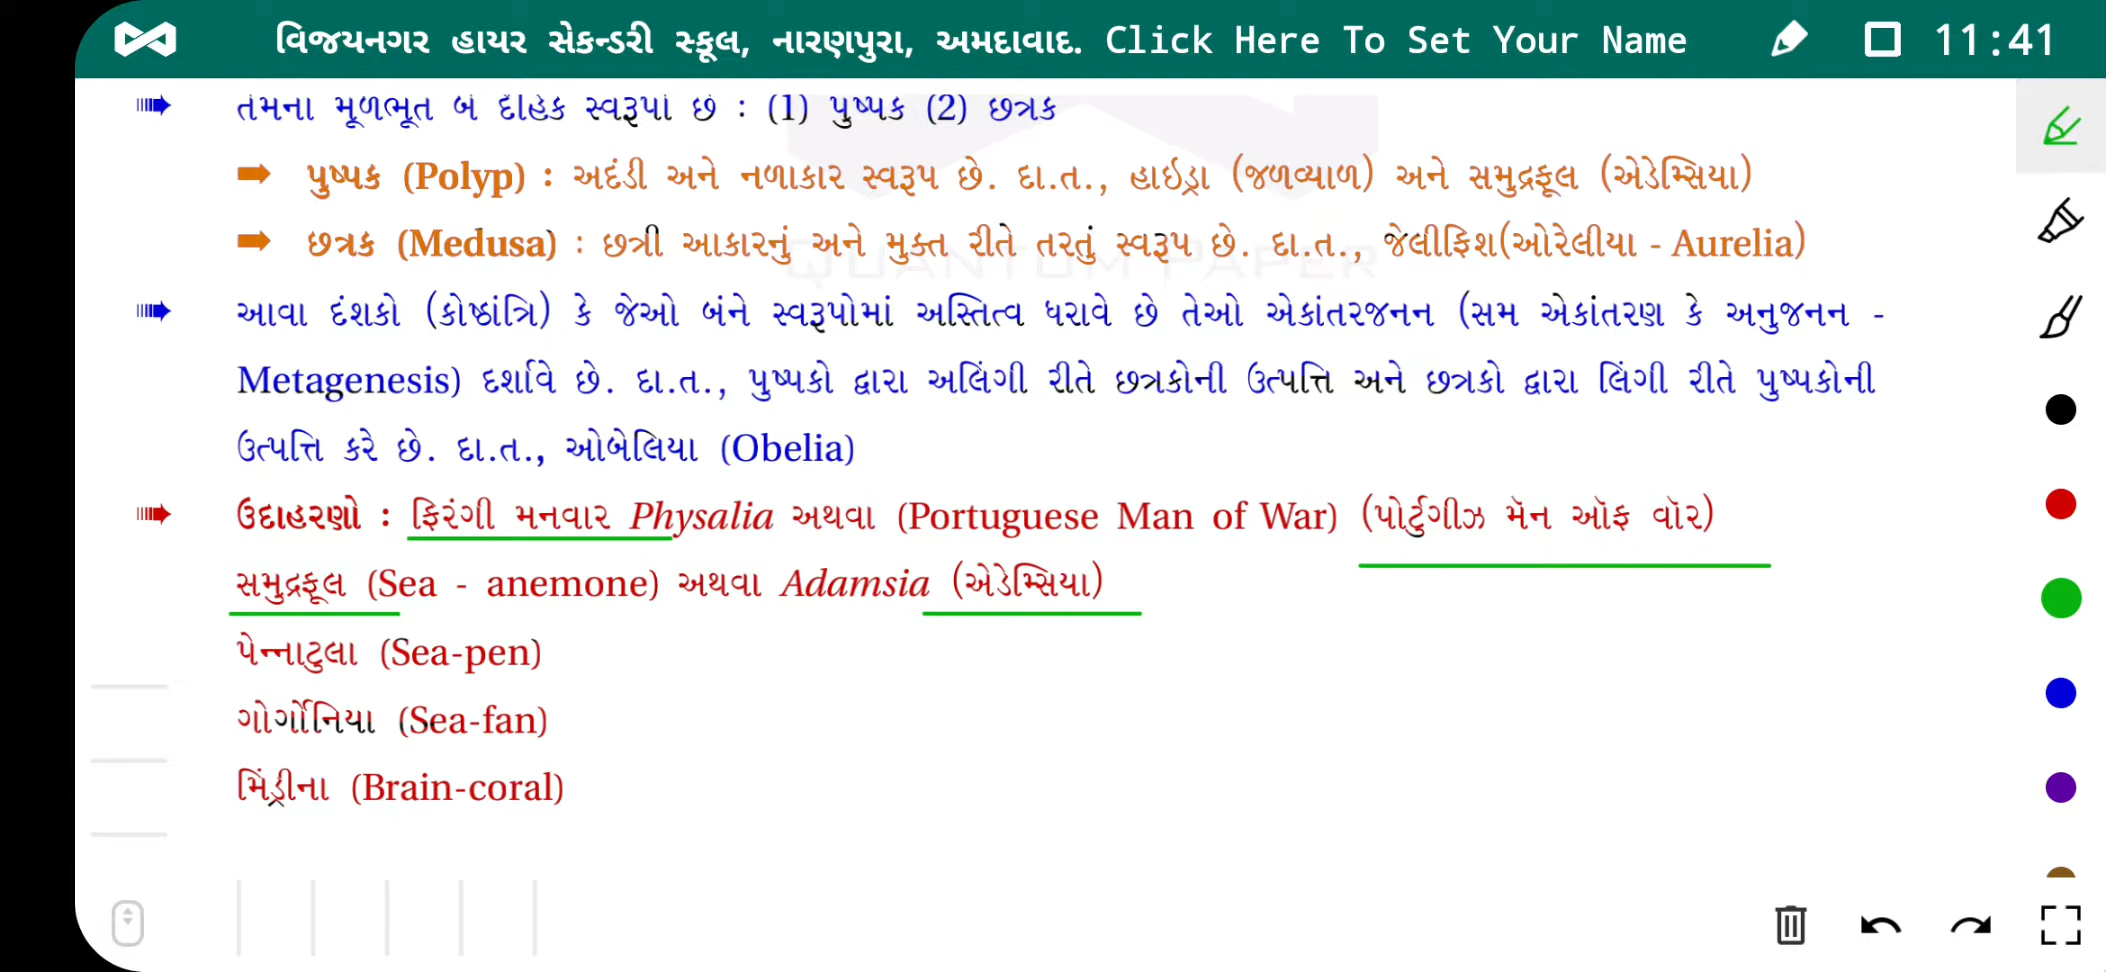 વિજયનગર હાયર સેકન્ડરી સ્કૂલ, નારણપુરા, અમદાવાદ. Click Here To Set Your Name 11:41
તેમના મૂળભૂત બે દૈહિક સ્વરૂપો છે : (1) પુષ્પક (2) છત્રક
પુષ્પક (Polyp) : અદંડી અને નળાકાર સ્વરૂપ છે. દા.ત., હાઇડ્રા (જળવ્યાળ) અને સમુદ્રફૂલ (એડેમ્સિયા)
છત્રક (Medusa) : છત્રી આકારનું અને મુક્ત રીતે તરતું સ્વરૂપ છે. દા.ત., જેલીફિશ(ઓરેલીયા - Aurelia)
QUANTUM PAPER
આવા દંશકો (કોષ્ઠાંત્રિ) કે જેઓ બંને સ્વરૂપોમાં અસ્તિત્વ ધરાવે છે તેઓ એકાંતરજનન (સમ એકાંતરણ કે અનુજનન -
Metagenesis) દર્શાવે છે. દા.ત., પુષ્પકો દ્વારા અલિંગી રીતે છત્રકોની ઉત્પત્તિ અને છત્રકો દ્વારા લિંગી રીતે પુષ્પકોની
ઉત્પત્તિ કરે છે. દા.ત., ઓબેલિયા (Obelia)
ઉદાહરણો : ફિરંગી મનવાર Physalia અથવા (Portuguese Man of War) (પોર્ટુગીઝ મૅન ઑફ વૉર)
સમુદ્રફૂલ (Sea - anemone) અથવા Adamsia (એડેમ્સિયા)
પેન્નાટુલા (Sea-pen)
ગોર્ગોનિયા (Sea-fan)
મિંડ્રીના (Brain-coral)